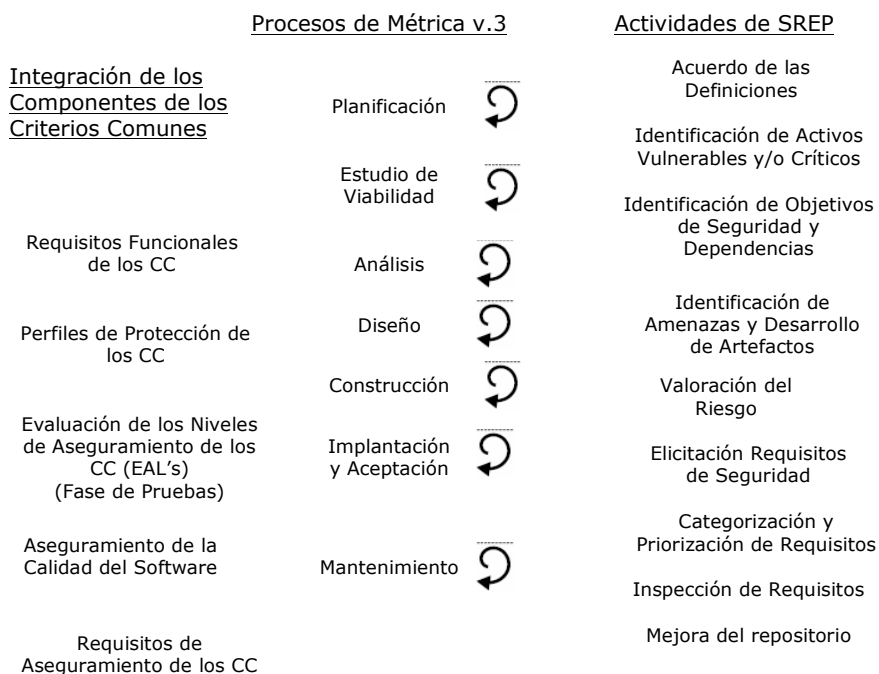 Procesos de Métrica v.3
Actividades de SREP
Integración de los
Componentes de los
Criterios Comunes
Requisitos Funcionales
de los CC
Perfiles de Protección de
los CC
Evaluación de los Niveles
de Aseguramiento de los
CC (EAL's)
(Fase de Pruebas)
Aseguramiento de la
Calidad del Software
Requisitos de
Aseguramiento de los CC
Planificación
Estudio de
Viabilidad
Análisis
Diseño
Construcción
Implantación
y Aceptación
Mantenimiento
Acuerdo de las
Definiciones
Identificación de Activos
Vulnerables y/o Críticos
Identificación de Objetivos
de Seguridad y
Dependencias
Identificación de
Amenazas y Desarrollo
de Artefactos
Valoración del
Riesgo
Elicitación Requisitos
de Seguridad
Categorización y
Priorización de Requisitos
Inspección de Requisitos
Mejora del repositorio